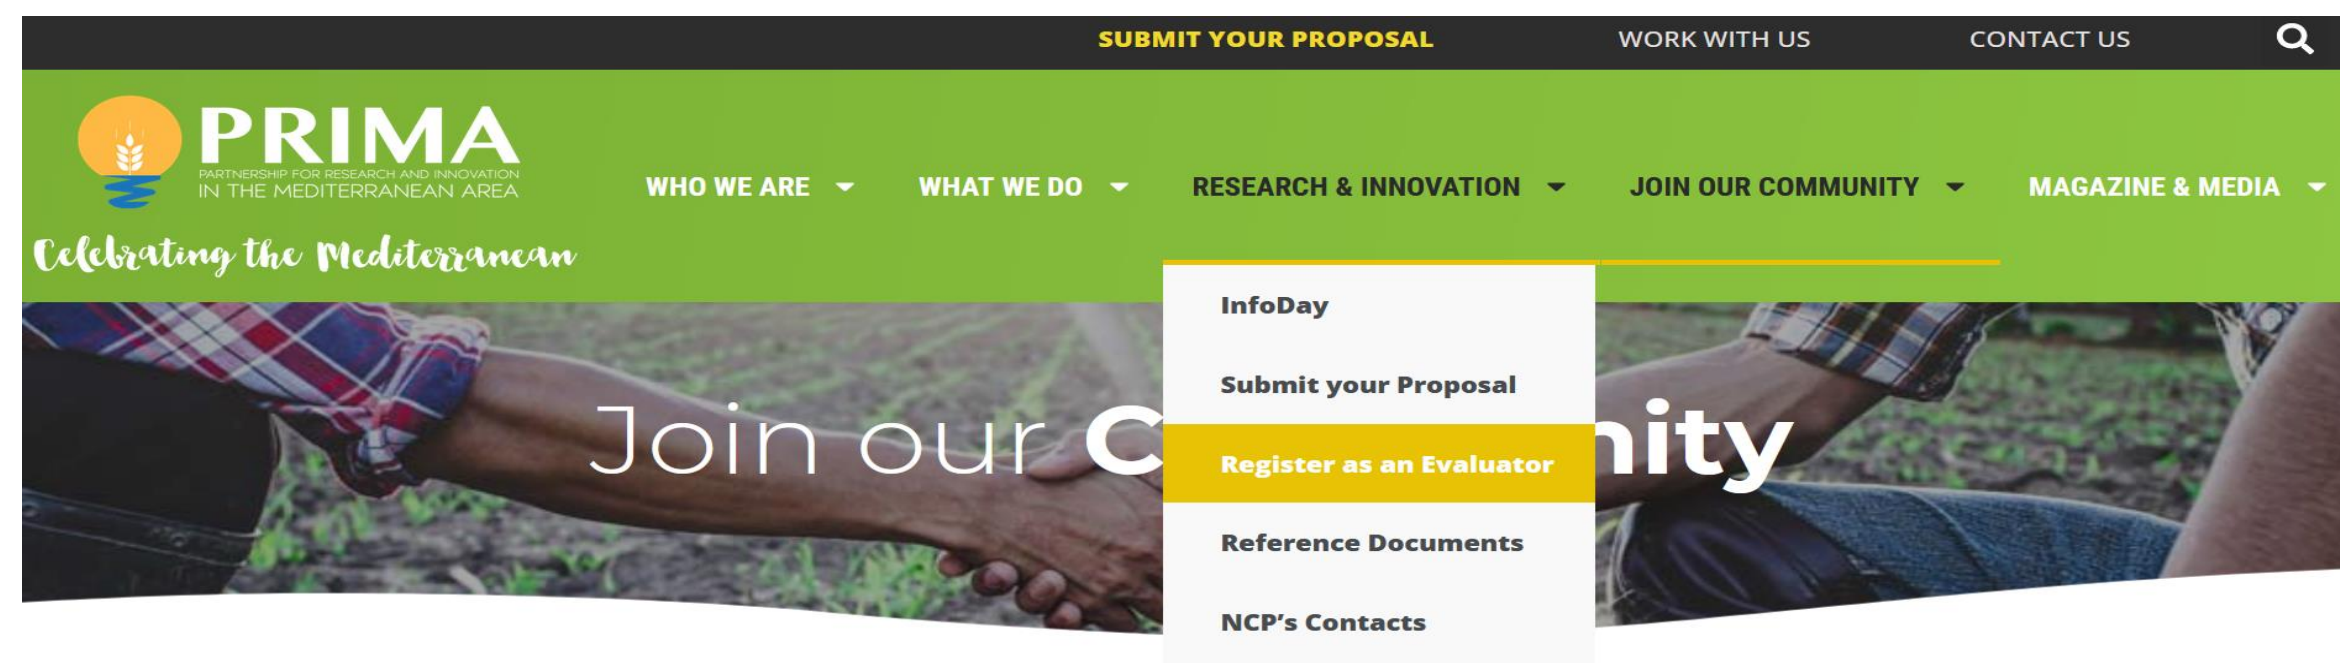 SUBMIT YOUR PROPOSAL WORK WITH US CONTACT US
PRIMA
PARTNERSHIP FOR RESEARCH AND INNOVATION
IN THE MEDITERRANEAN AREA
Celebrating the Mediterranean
WHO WE ARE WHAT WE DO RESEARCH & INNOVATION JOIN OUR COMMUNITY MAGAZINE & MEDIA
InfoDay
Submit your Proposal
Register as an Evaluator
Reference Documents
NCP's Contacts
Join our C nity